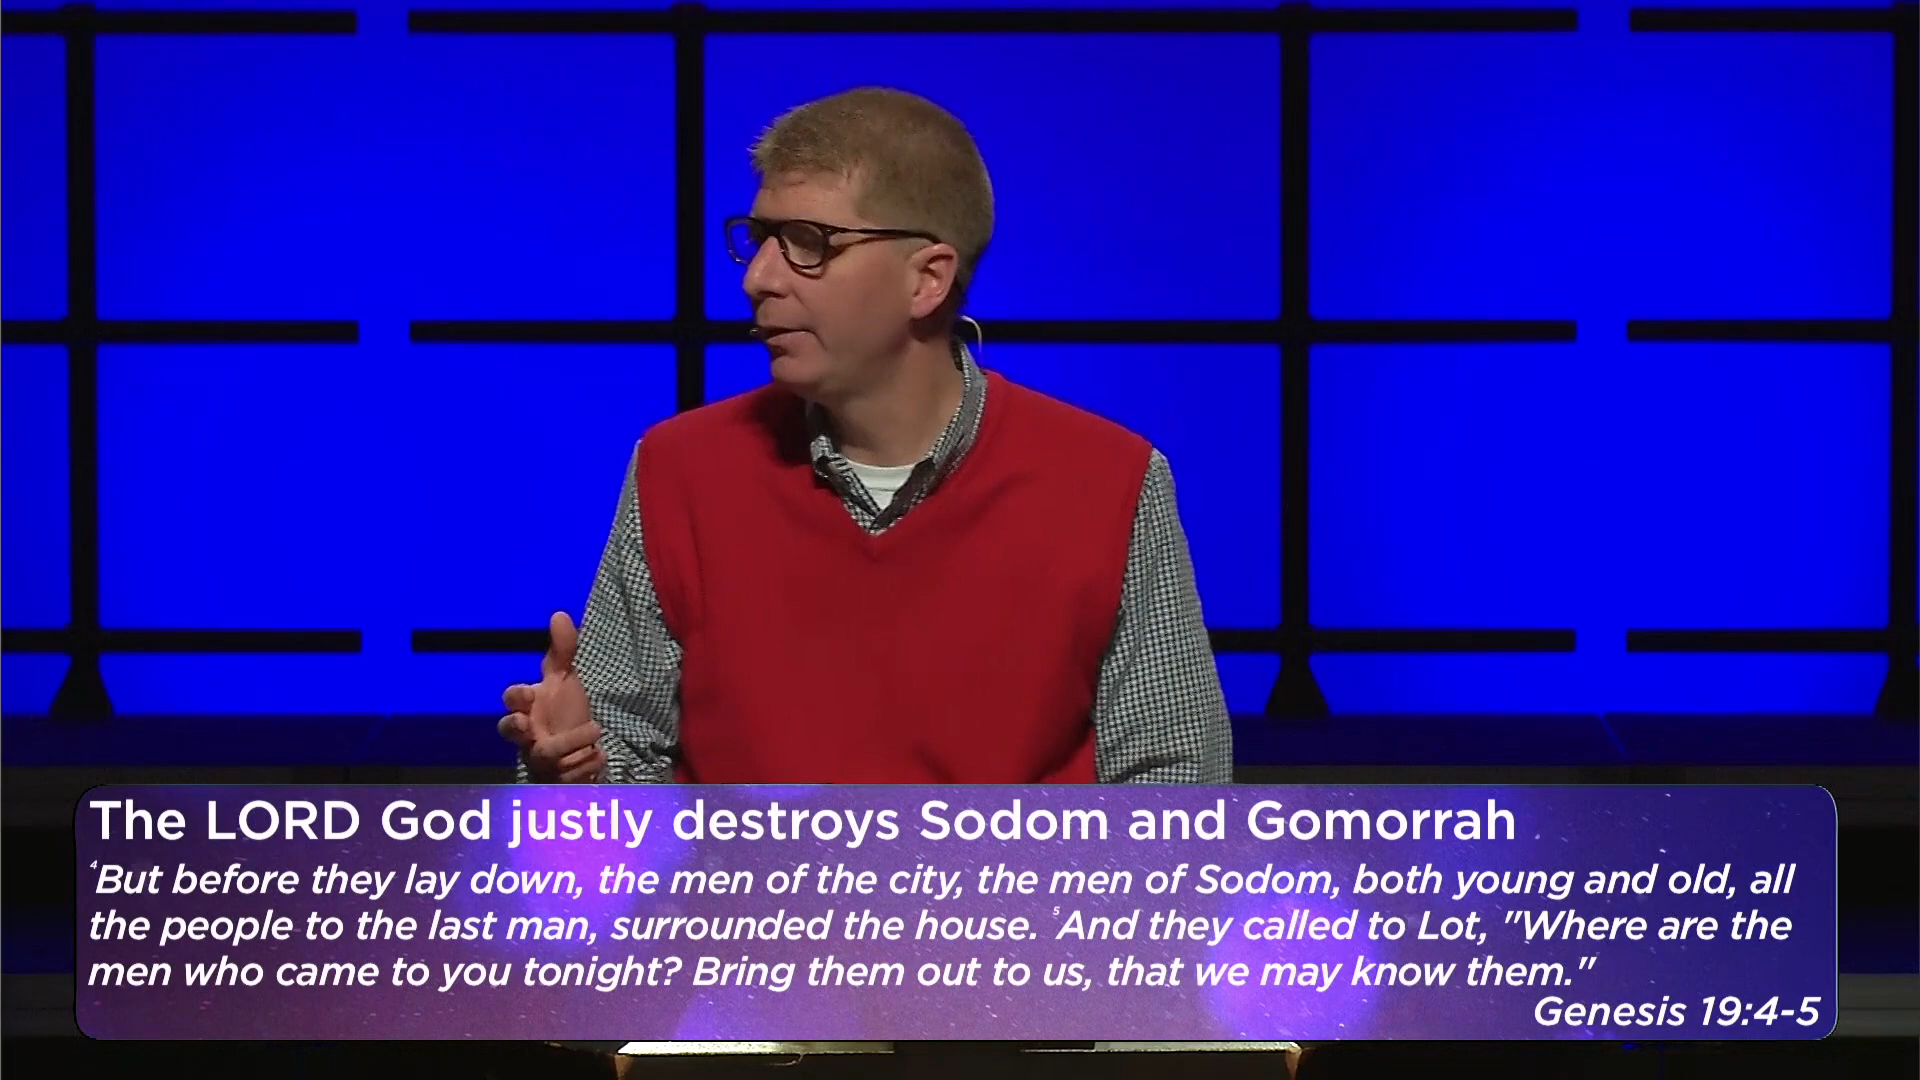 The LORD God justly destroys Sodom and Gomorrah
⁴But before they lay down, the men of the city, the men of Sodom, both young and old, all
the people to the last man, surrounded the house. ⁵And they called to Lot, "Where are the
men who came to you tonight? Bring them out to us, that we may know them."
Genesis 19:4-5